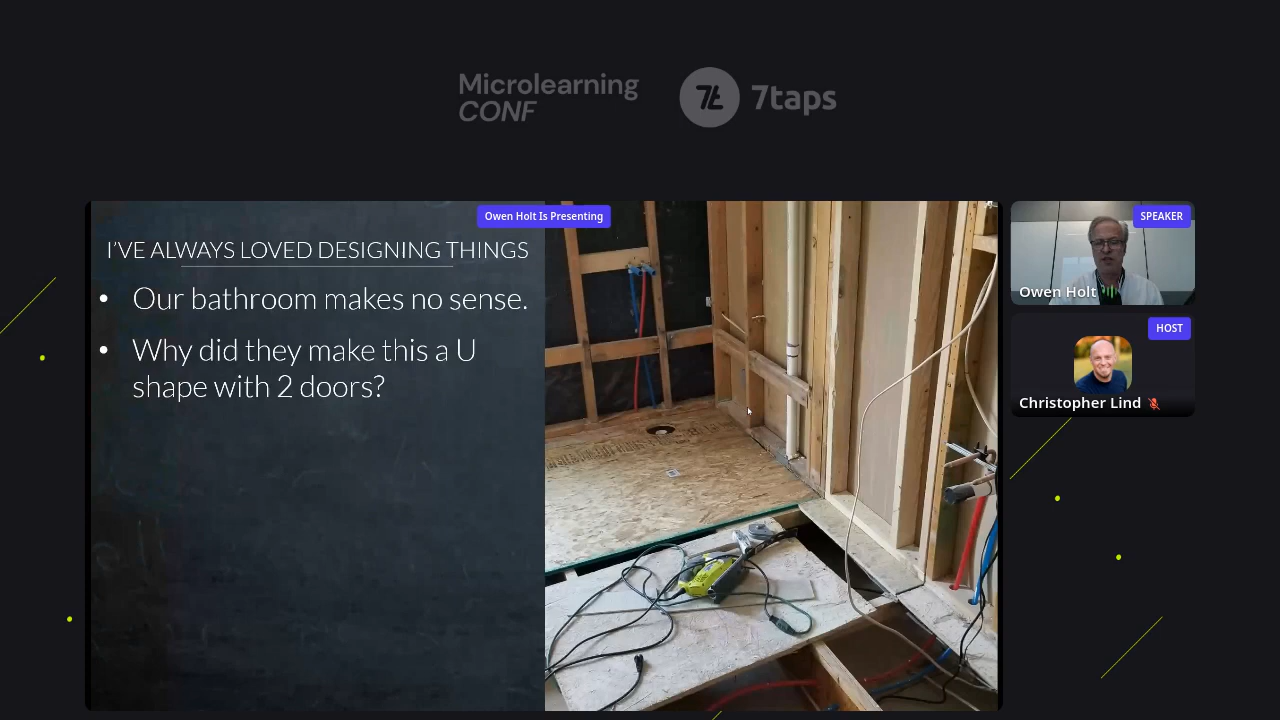 Microlearning
CONF
7taps
Owen Holt Is Presenting
I'VE ALWAYS LOVED DESIGNING THINGS
• Our bathroom makes no sense.
• Why did they make this a U
shape with 2 doors?
SPEAKER
Owen Holt
HOST
Christopher Lind